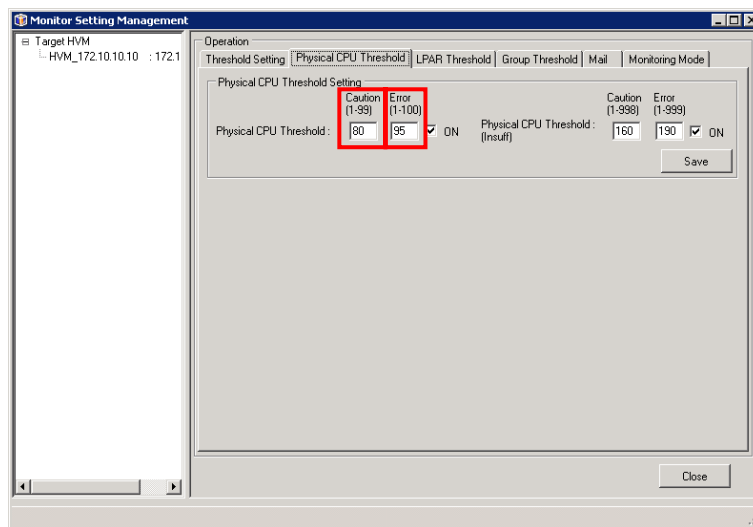 Monitor Setting Management
Target HVM
HVM_172.10.10.10 : 172.1
Operation
Threshold Setting Physical CPU Threshold LPAR Threshold Group Threshold Mail Monitoring Mode
Physical CPU Threshold Setting
Caution Error Caution Error
(1-99) (1-100) (1-998) (1-999)
Physical CPU Threshold : 80 95 ON Physical CPU Threshold : 160 190 ON
(Insuff)
Save
Close